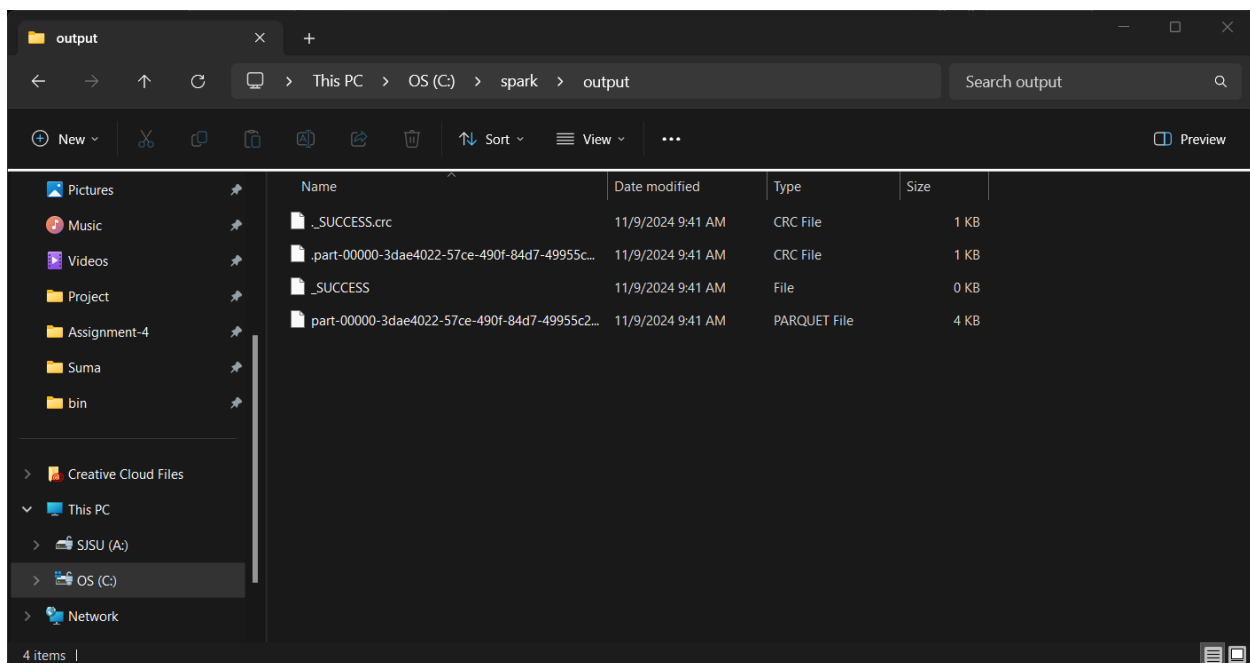 output
This PC > OS (C:) > spark > output
Search output
New
Sort
View
Preview
Pictures
Music
Videos
Project
Assignment-4
Suma
bin
Creative Cloud Files
This PC
SJSU (A:)
OS (C:)
Network
Name Date modified Type Size
._SUCCESS.crc 11/9/2024 9:41 AM CRC File 1 KB
.part-00000-3dae4022-57ce-490f-84d7-49955c... 11/9/2024 9:41 AM CRC File 1 KB
_SUCCESS 11/9/2024 9:41 AM File 0 KB
part-00000-3dae4022-57ce-490f-84d7-49955c2... 11/9/2024 9:41 AM PARQUET File 4 KB
4 items